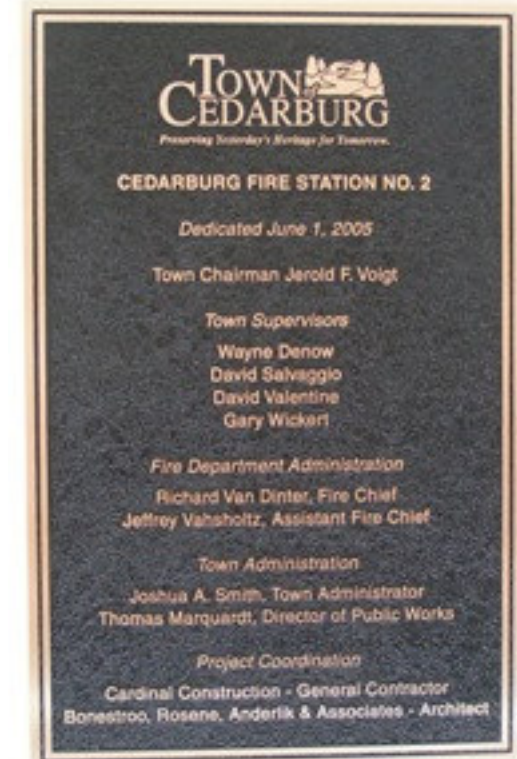 TOWN
of
CEDARBURG
Preserving Yesterday's Heritage for Tomorrow.
CEDARBURG FIRE STATION NO. 2
Dedicated June 1, 2005
Town Chairman Jerold F. Voigt
Town Supervisors
Wayne Denow
David Salvaggio
David Valentine
Gary Wickert
Fire Department Administration
Richard Van Dinter, Fire Chief
Jeffrey Vahsholtz, Assistant Fire Chief
Town Administration
Joshua A. Smith, Town Administrator
Thomas Marquardt, Director of Public Works
Project Coordination
Cardinal Construction - General Contractor
Bonestroo, Rosene, Anderlik & Associates - Architect